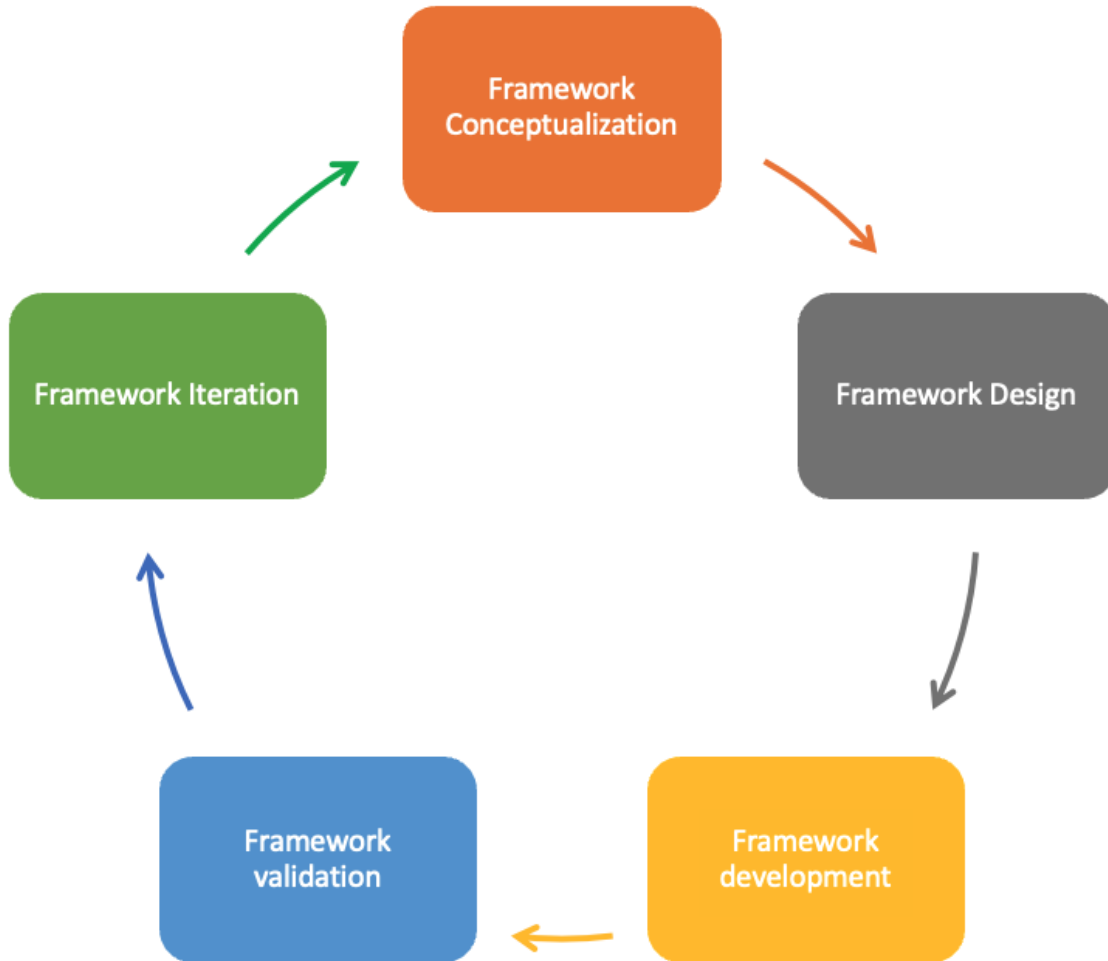 Framework
Conceptualization
Framework Iteration
Framework Design
Framework
validation
Framework
development